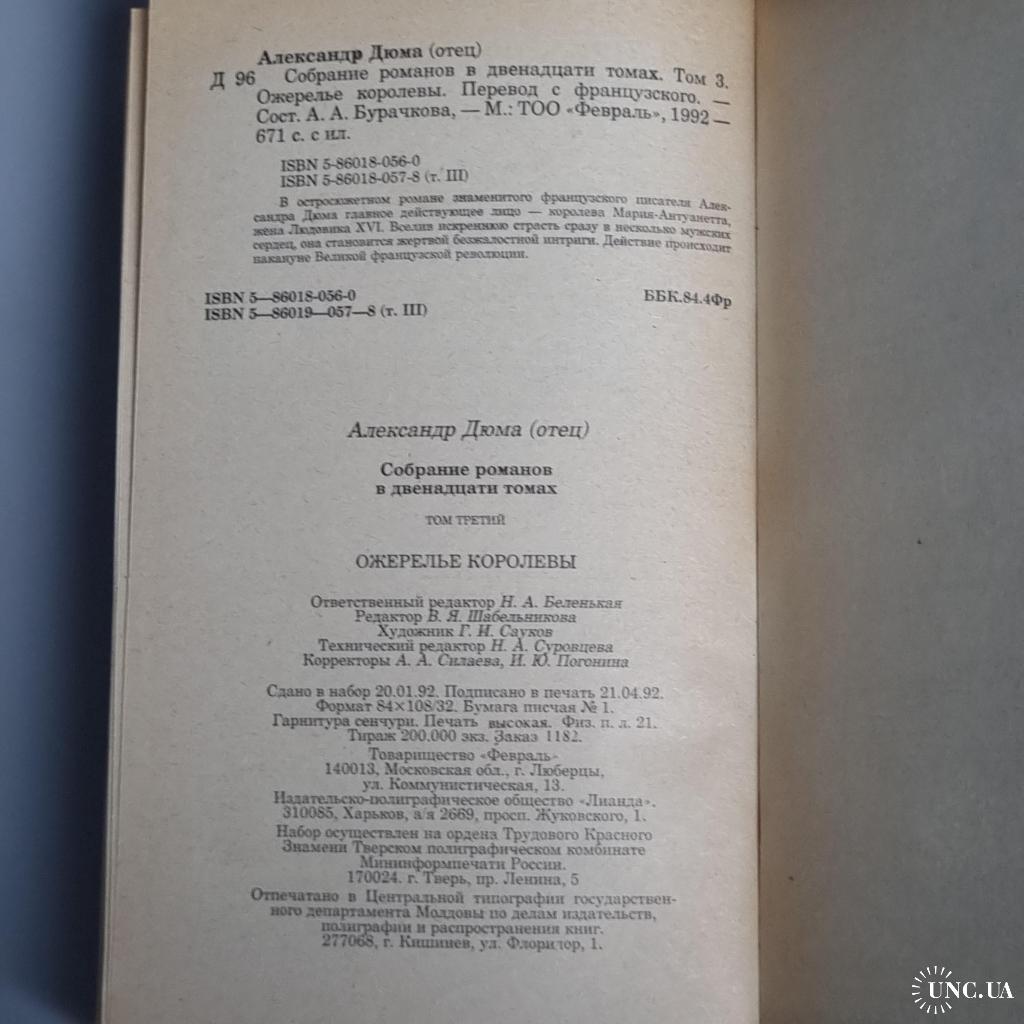 Александр Дюма (отец)
Д 96 Собрание романов в двенадцати томах. Том 3.
Ожерелье королевы. Перевод с французского. —
Сост. А. А. Бурачкова, — М.: ТОО «Февраль», 1992 —
671 с. с ил.
ISBN 5-86018-056-0
ISBN 5-86018-057-8 (т. III)
В остросюжетном романе знаменитого французского писателя Алек-
сандра Дюма главное действующее лицо — королева Мария-Антуанетта,
жена Людовика XVI. Вселив искреннюю страсть сразу в несколько мужских
сердец, она становится жертвой безжалостной интриги. Действие происходит
накануне Великой французской революции.
ISBN 5—86018-056-0
ББК.84.4Фр
ISBN 5—86019—057—8 (т. III)
Александр Дюма (отец)
Собрание романов
в двенадцати томах
ТОМ ТРЕТИЙ
ОЖЕРЕЛЬЕ КОРОЛЕВЫ
Ответственный редактор Н. А. Беленькая
Редактор В. Я. Шабельникова
Художник Г. И. Сауков
Технический редактор Н. А. Суровцева
Корректоры А. А. Силаева, И. Ю. Погонина
Сдано в набор 20.01.92. Подписано в печать 21.04.92.
Формат 84×108/32. Бумага писчая № 1.
Гарнитура сенчури. Печать высокая. Физ. п. л. 21.
Тираж 200.000 экз. Заказ 1182.
Товарищество «Февраль»
140013, Московская обл., г. Люберцы,
ул. Коммунистическая, 13.
Издательско-полиграфическое общество «Лианда».
310085, Харьков, а/я 2669, просп. Жуковского, 1.
Набор осуществлен на ордена Трудового Красного
Знамени Тверском полиграфическом комбинате
Мининформпечати России.
170024. г. Тверь, пр. Ленина, 5
Отпечатано в Центральной типографии государствен-
ного департамента Молдовы по делам издательств,
полиграфии и распространения книг.
277068, г. Кишинев, ул. Флорилор, 1.
UNC.UA